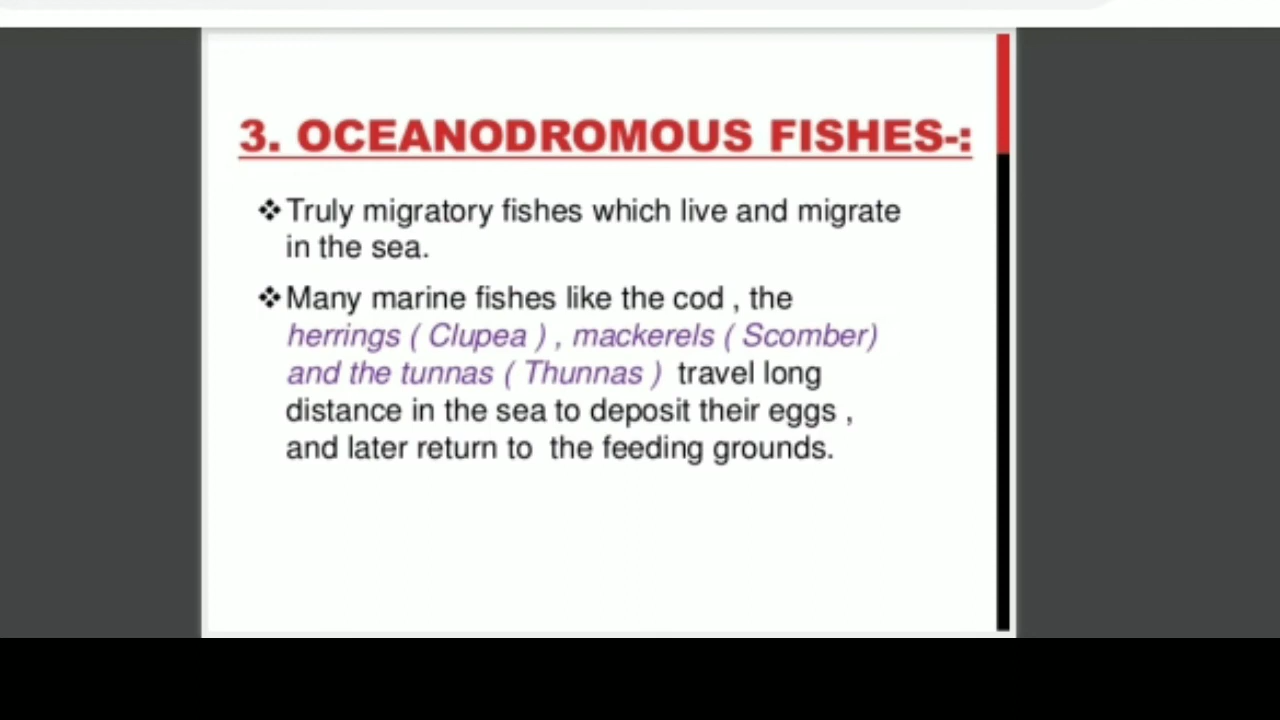 3. OCEANODROMOUS FISHES-:
❖Truly migratory fishes which live and migrate
in the sea.
❖Many marine fishes like the cod , the
herrings ( Clupea ) , mackerels ( Scomber)
and the tunnas ( Thunnas ) travel long
distance in the sea to deposit their eggs ,
and later return to the feeding grounds.